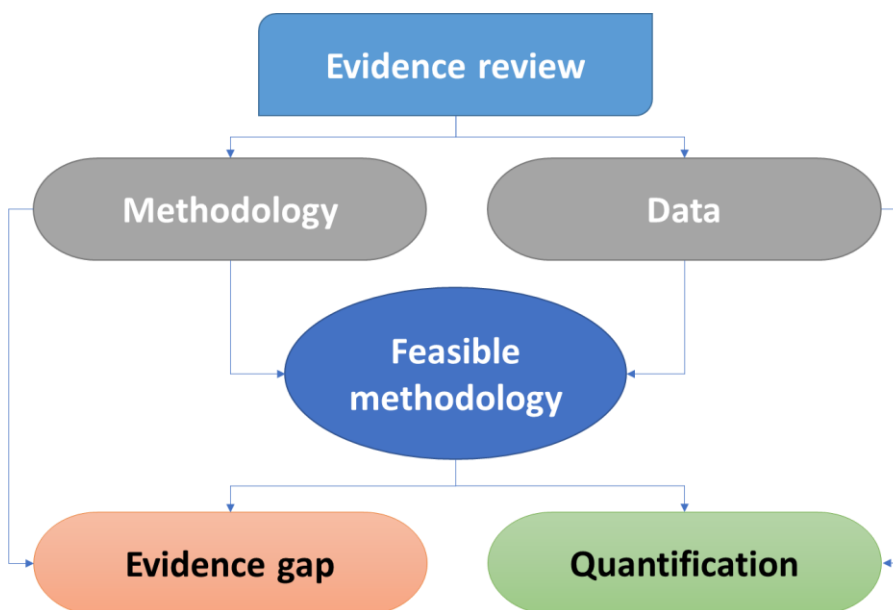 Evidence review
Methodology
Data
Feasible
methodology
Evidence gap
Quantification